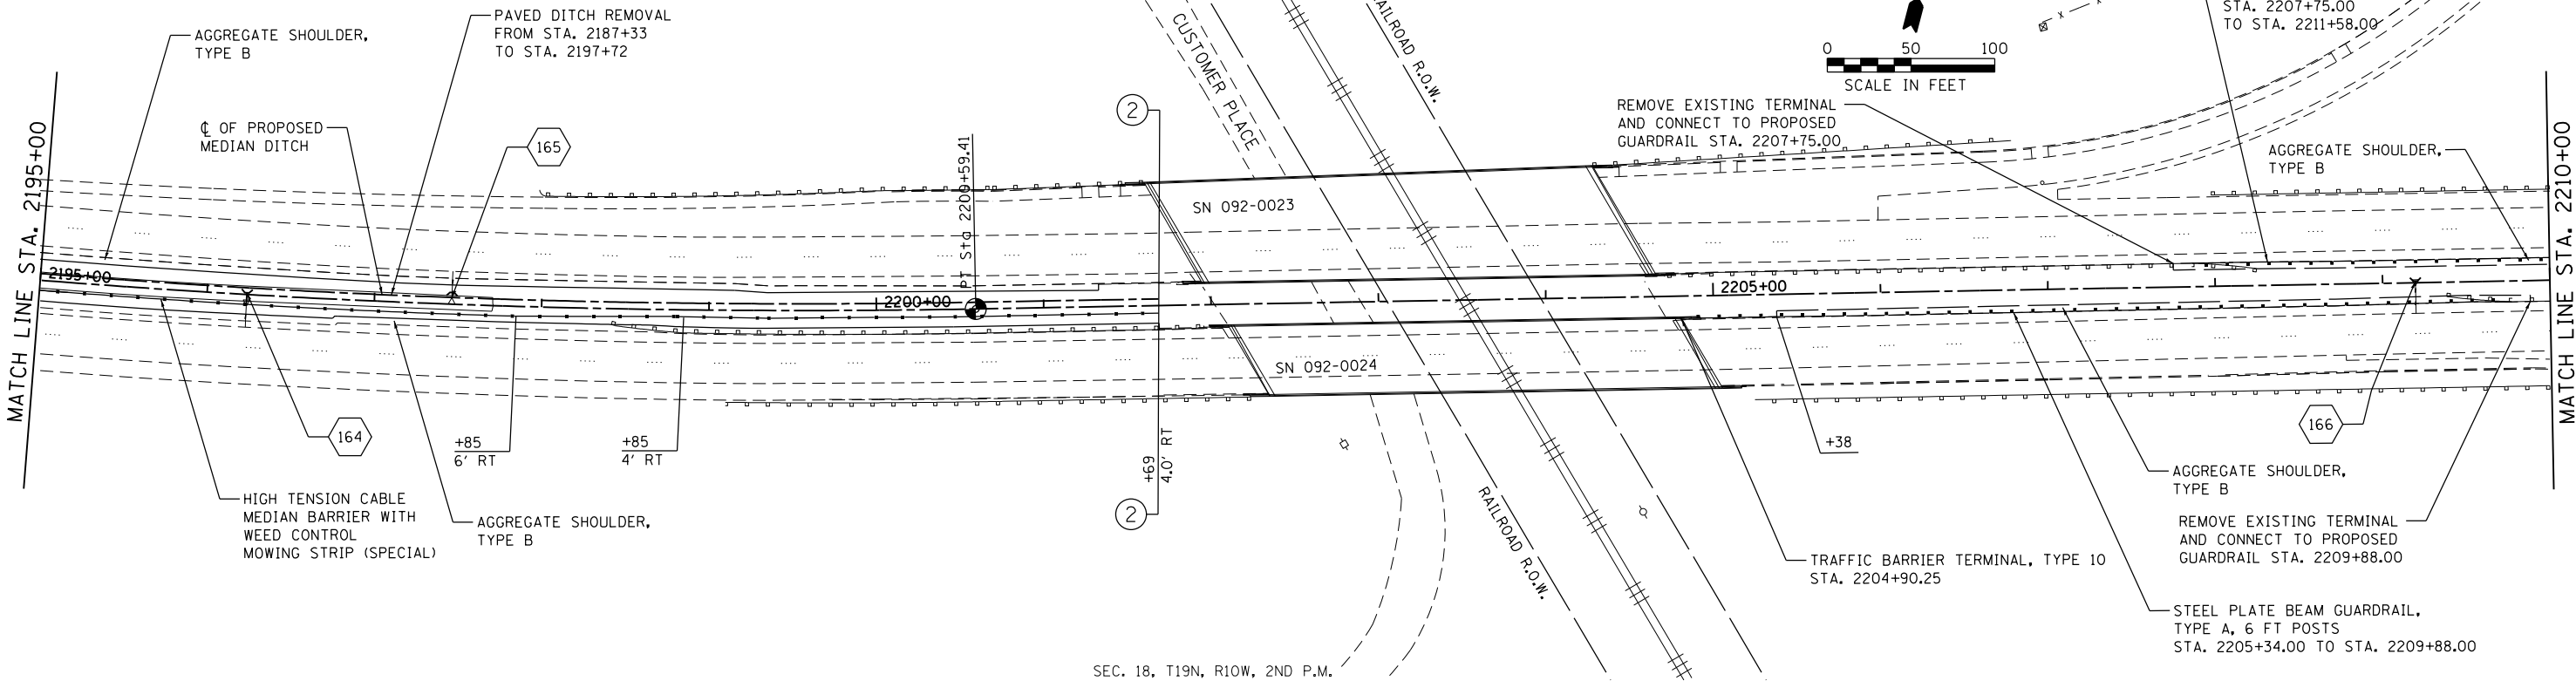 PAVED DITCH REMOVAL
FROM STA. 2187+33
TO STA. 2197+72
AGGREGATE SHOULDER,
TYPE B
℄ OF PROPOSED
MEDIAN DITCH
165
MATCH LINE STA. 2195+00
2195+00
PT Sta 2200+59.41
2
CUSTOMER PLACE
RAILROAD R.O.W.
0 50 100
SCALE IN FEET
STA. 2207+75.00
TO STA. 2211+58.00
REMOVE EXISTING TERMINAL
AND CONNECT TO PROPOSED
GUARDRAIL STA. 2207+75.00
AGGREGATE SHOULDER,
TYPE B
MATCH LINE STA. 2210+00
SN 092-0023
2200+00
2205+00
SN 092-0024
164
+85
6' RT
+85
4' RT
+69
4.0' RT
2
+38
166
HIGH TENSION CABLE
MEDIAN BARRIER WITH
WEED CONTROL
MOWING STRIP (SPECIAL)
AGGREGATE SHOULDER,
TYPE B
RAILROAD R.O.W.
AGGREGATE SHOULDER,
TYPE B
REMOVE EXISTING TERMINAL
AND CONNECT TO PROPOSED
GUARDRAIL STA. 2209+88.00
TRAFFIC BARRIER TERMINAL, TYPE 10
STA. 2204+90.25
STEEL PLATE BEAM GUARDRAIL,
TYPE A, 6 FT POSTS
STA. 2205+34.00 TO STA. 2209+88.00
SEC. 18, T19N, R10W, 2ND P.M.